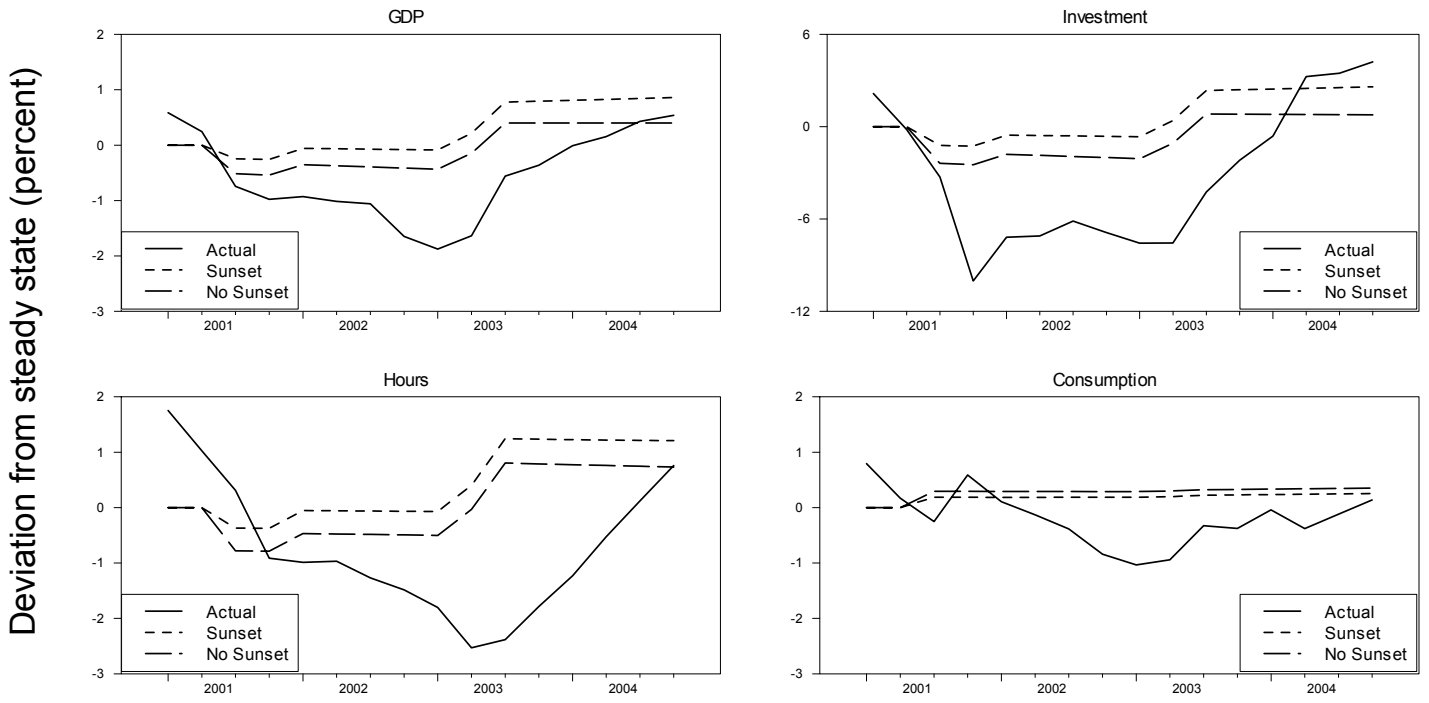 Deviation from steady state (percent)
GDP
2
1
0
-1
-2
-3
Actual
Sunset
No Sunset
2001 2002 2003 2004
Investment
6
0
-6
-12
Actual
Sunset
No Sunset
2001 2002 2003 2004
Hours
2
1
0
-1
-2
-3
Actual
Sunset
No Sunset
2001 2002 2003 2004
Consumption
2
1
0
-1
-2
-3
Actual
Sunset
No Sunset
2001 2002 2003 2004